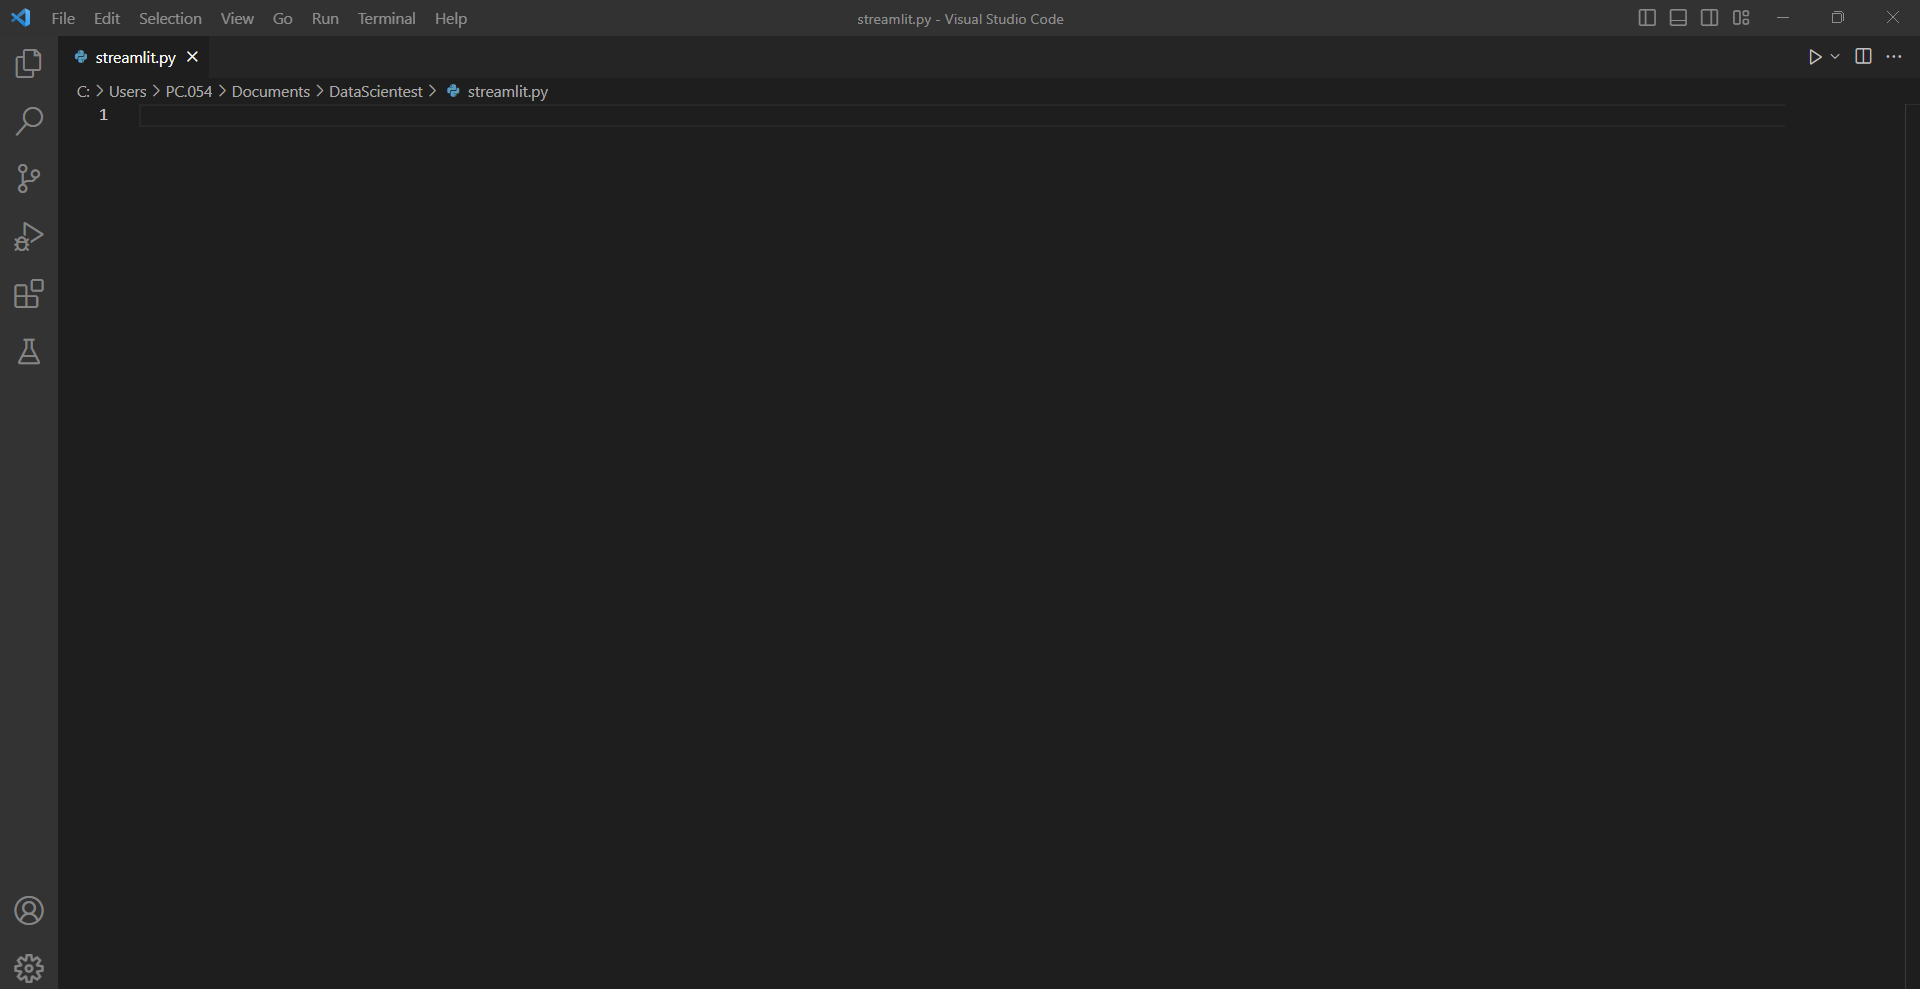 File Edit Selection View Go Run Terminal Help streamlit.py - Visual Studio Code
streamlit.py
C: > Users > PC.054 > Documents > DataScientest > streamlit.py
1